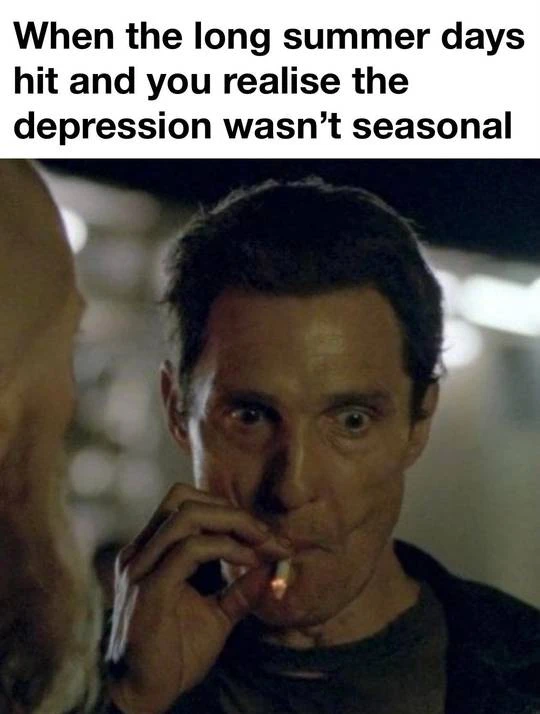 When the long summer days
hit and you realise the
depression wasn’t seasonal